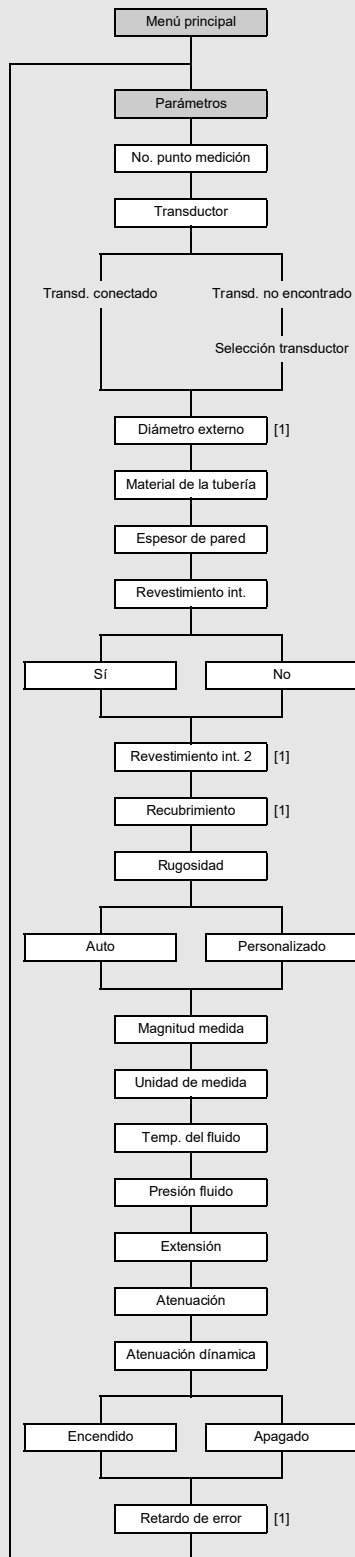 Menú principal
Parámetros
No. punto medición
Transductor
Transd. conectado
Transd. no encontrado
Selección transductor
Diámetro externo [1]
Material de la tubería
Espesor de pared
Revestimiento int.
Sí
No
Revestimiento int. 2 [1]
Recubrimiento [1]
Rugosidad
Auto
Personalizado
Magnitud medida
Unidad de medida
Temp. del fluido
Presión fluido
Extensión
Atenuación
Atenuación dínamica
Encendido
Apagado
Retardo de error [1]